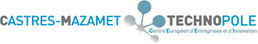 CASTRES-MAZAMET TECHNOPOLE
Centre Européen d'Entreprises et d'Innovation